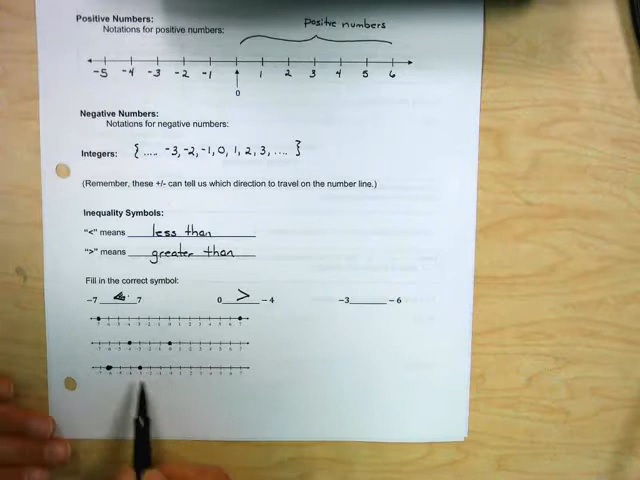 Positive Numbers:
positive numbers
Notations for positive numbers:
-5 -4 -3 -2 -1 1 2 3 4 5 6
0
Negative Numbers:
Notations for negative numbers:
Integers: { .... -3, -2, -1, 0, 1, 2, 3, .... }
(Remember, these +/- can tell us which direction to travel on the number line.)
Inequality Symbols:
"<" means less than
">" means greater than
Fill in the correct symbol:
-7 < 7 0 > -4 -3 ______ -6